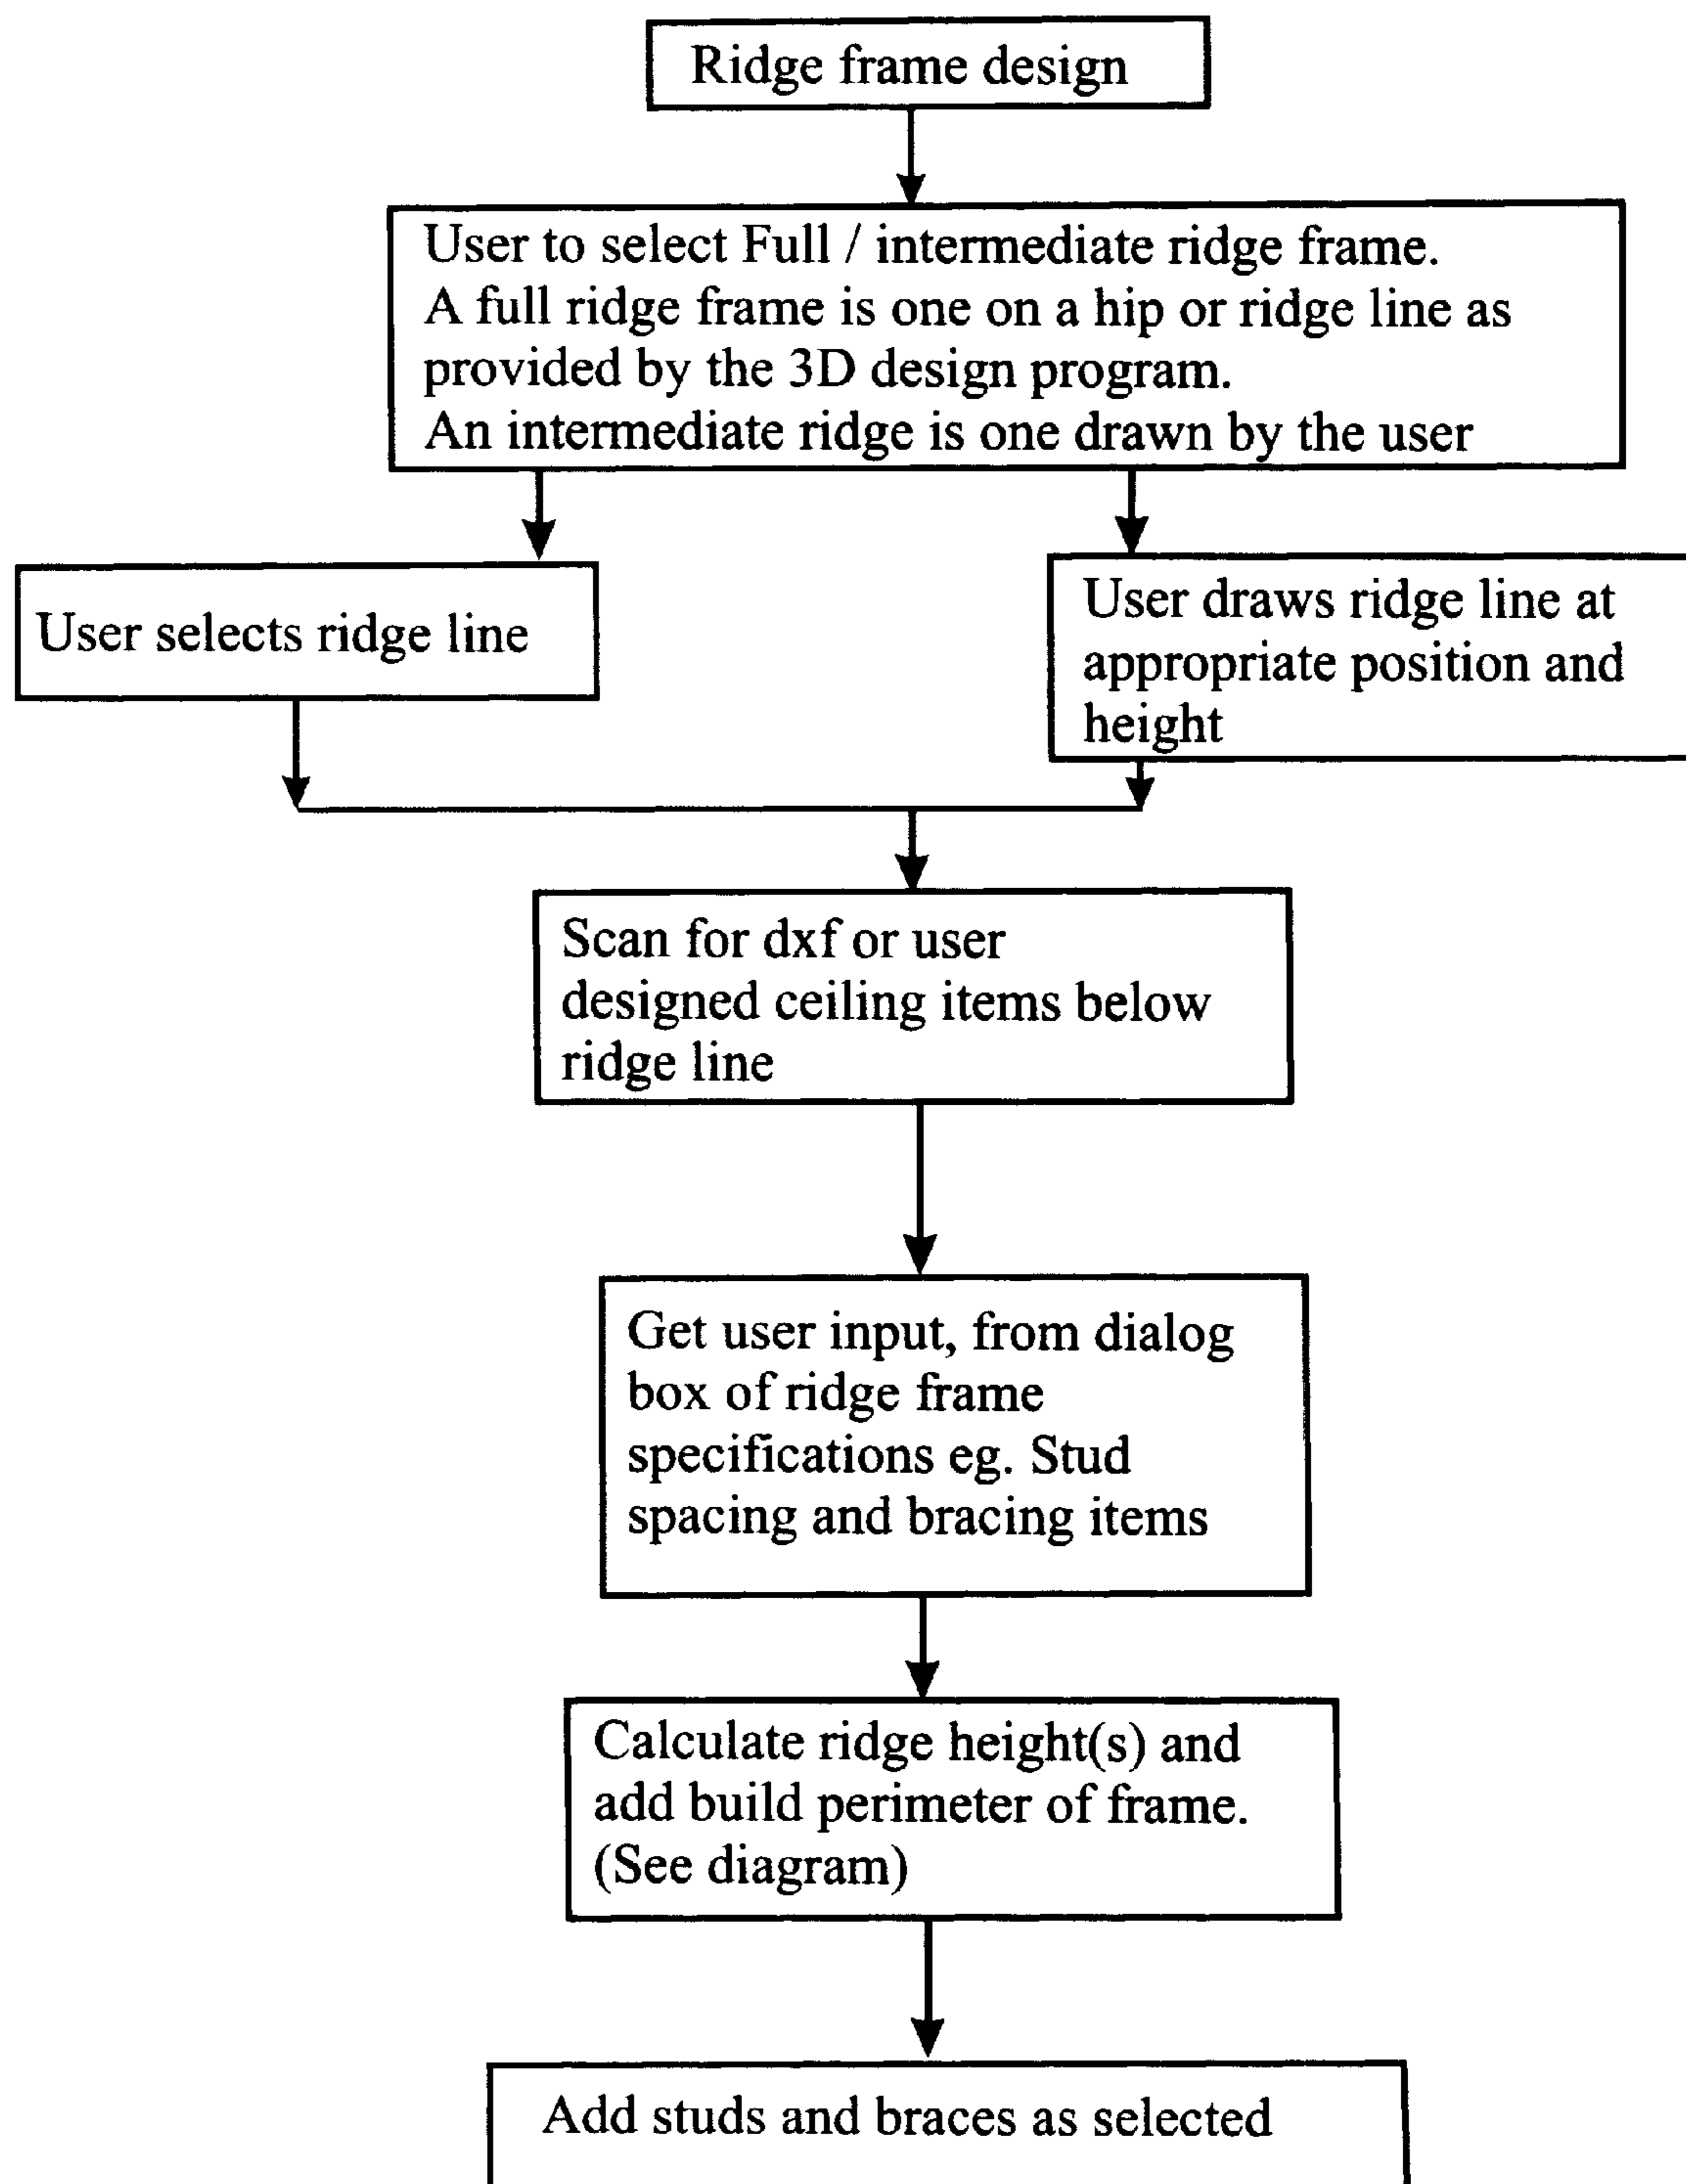 Ridge frame design
User to select Full / intermediate ridge frame.
A full ridge frame is one on a hip or ridge line as
provided by the 3D design program.
An intermediate ridge is one drawn by the user
User selects ridge line
User draws ridge line at
appropriate position and
height
Scan for dxf or user
designed ceiling items below
ridge line
Get user input, from dialog
box of ridge frame
specifications eg. Stud
spacing and bracing items
Calculate ridge height(s) and
add build perimeter of frame.
(See diagram)
Add studs and braces as selected